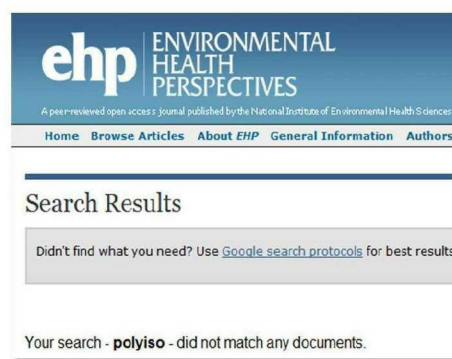 ehp
ENVIRONMENTAL
HEALTH
PERSPECTIVES
A peer-reviewed open access journal published by the National Institute of Environmental Health Sciences
Home Browse Articles About EHP General Information Authors
Search Results
Didn't find what you need? Use Google search protocols for best results
Your search - polyiso - did not match any documents.